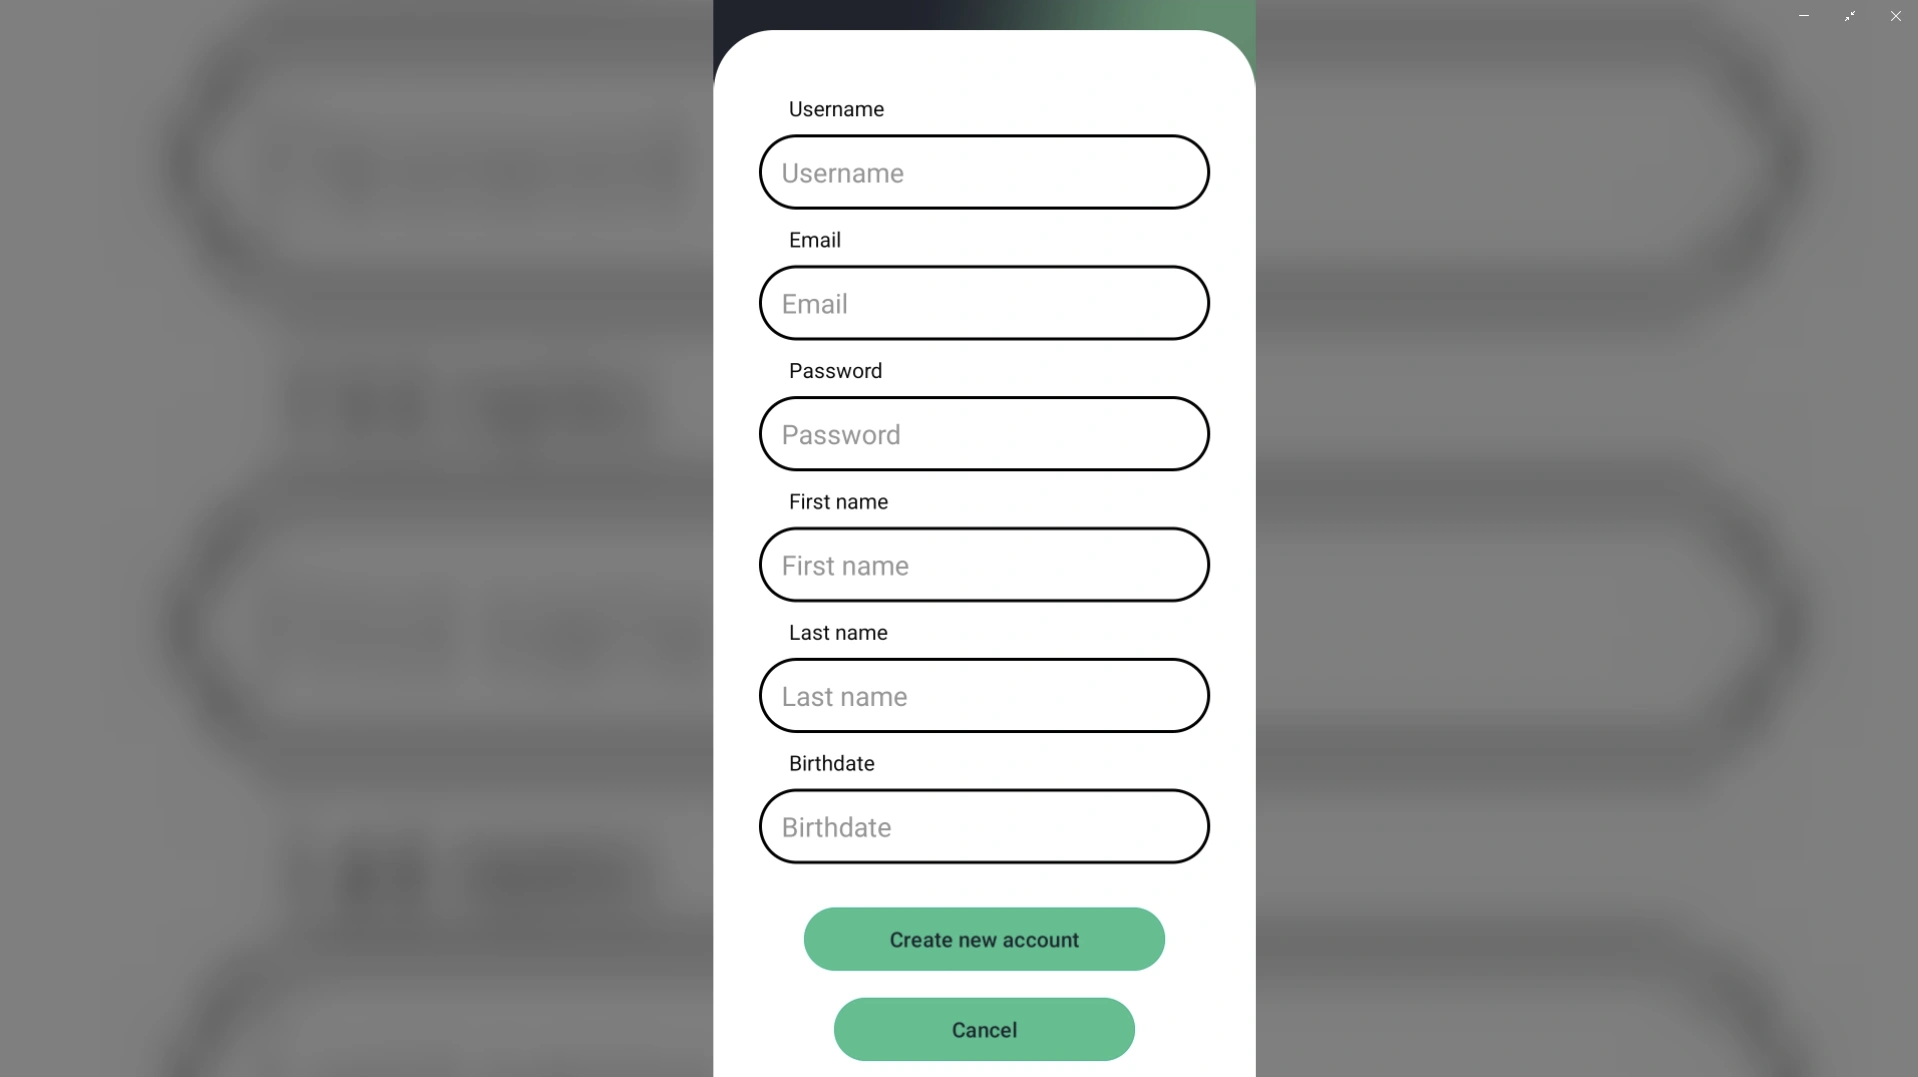 Username
Username
Email
Email
Password
Password
First name
First name
Last name
Last name
Birthdate
Birthdate
Create new account
Cancel